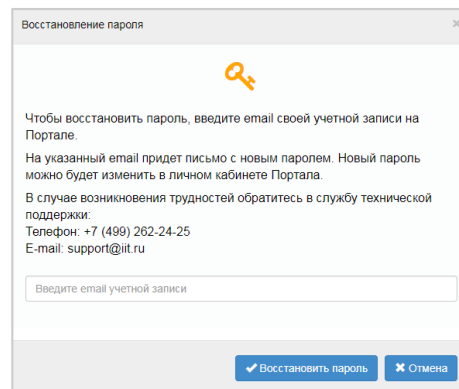 Восстановление пароля
Чтобы восстановить пароль, введите email своей учетной записи на
Портале.
На указанный email придет письмо с новым паролем. Новый пароль
можно будет изменить в личном кабинете Портала.
В случае возникновения трудностей обратитесь в службу технической
поддержки:
Телефон: +7 (499) 262-24-25
E-mail: support@iit.ru
Введите email учетной записи
Восстановить пароль
Отмена